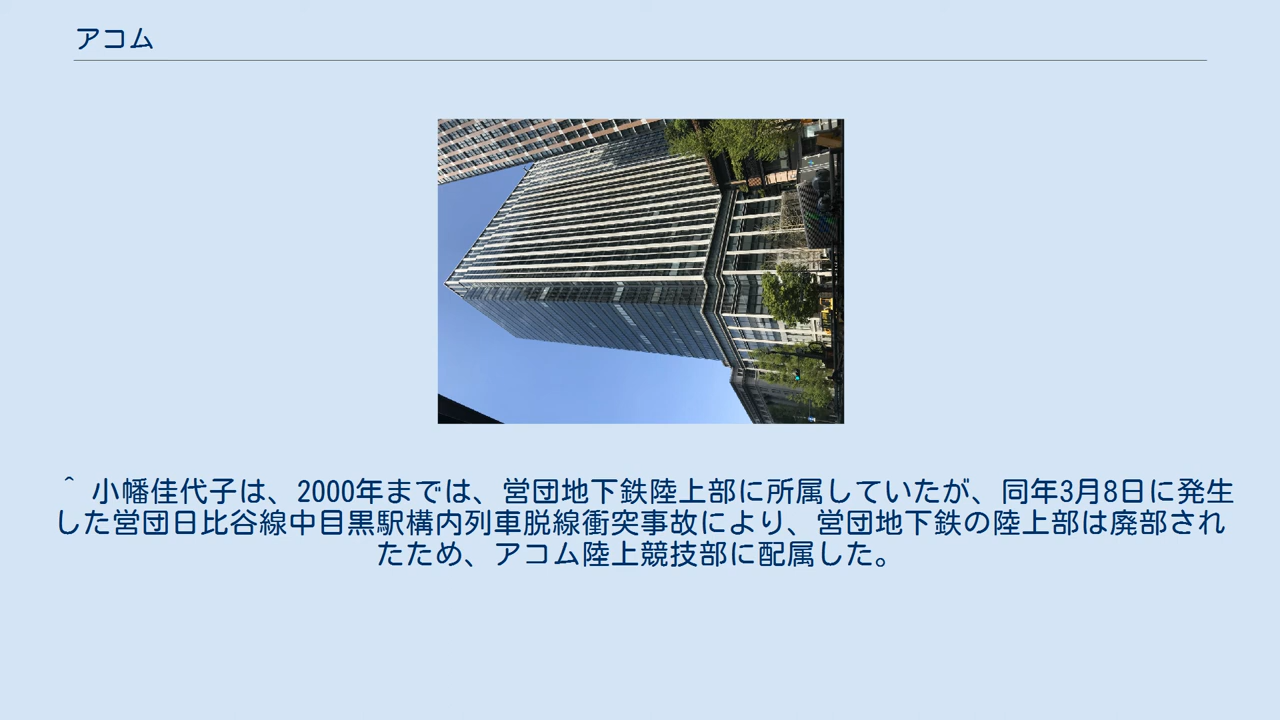 アコム
^ 小幡佳代子は、2000年までは、営団地下鉄陸上部に所属していたが、同年3月8日に発生
した営団日比谷線中目黒駅構内列車脱線衝突事故により、営団地下鉄の陸上部は廃部され
たため、アコム陸上競技部に配属した。